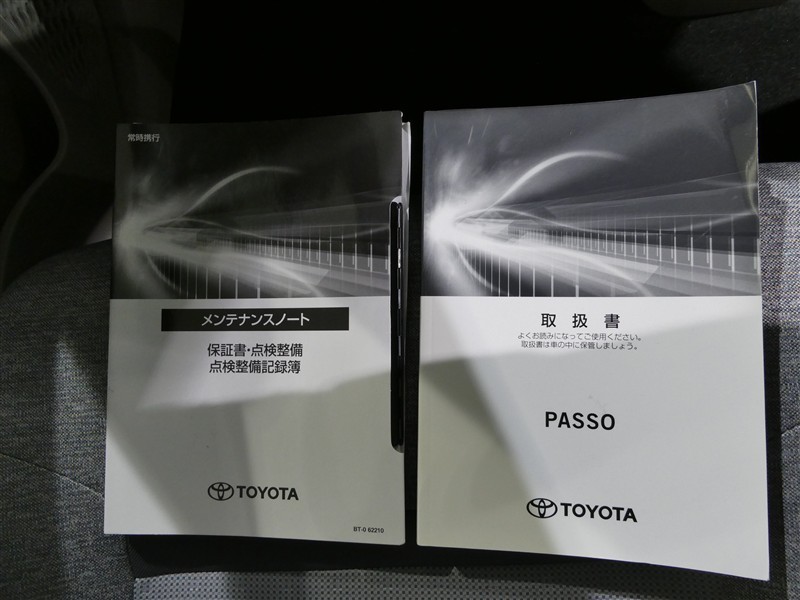 常時携行
メンテナンスノート
保証書・点検整備
点検整備記録簿
TOYOTA
BT-0 62210
取扱書
よくお読みになってご使用ください。
取扱書は車の中に保管しましょう。
PASSO
TOYOTA